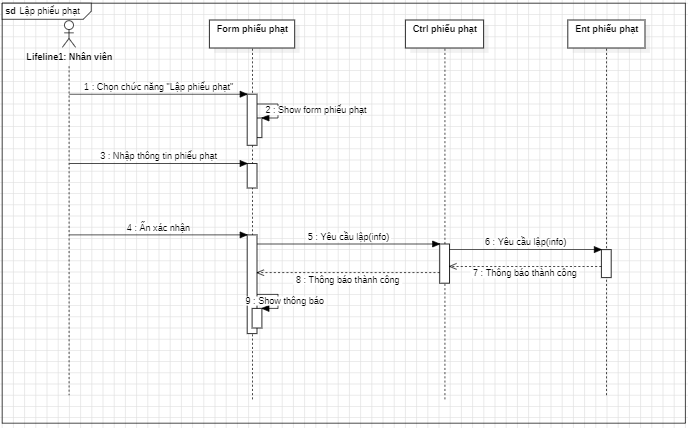 sd Lập phiếu phạt
Form phiếu phạt
Ctrl phiếu phạt
Ent phiếu phạt
Lifeline1: Nhân viên
1 : Chọn chức năng "Lập phiếu phạt"
2 : Show form phiếu phạt
3 : Nhập thông tin phiếu phạt
4 : Ấn xác nhận
5 : Yêu cầu lập(info)
6 : Yêu cầu lập(info)
7 : Thông báo thành công
8 : Thông báo thành công
9 : Show thông báo